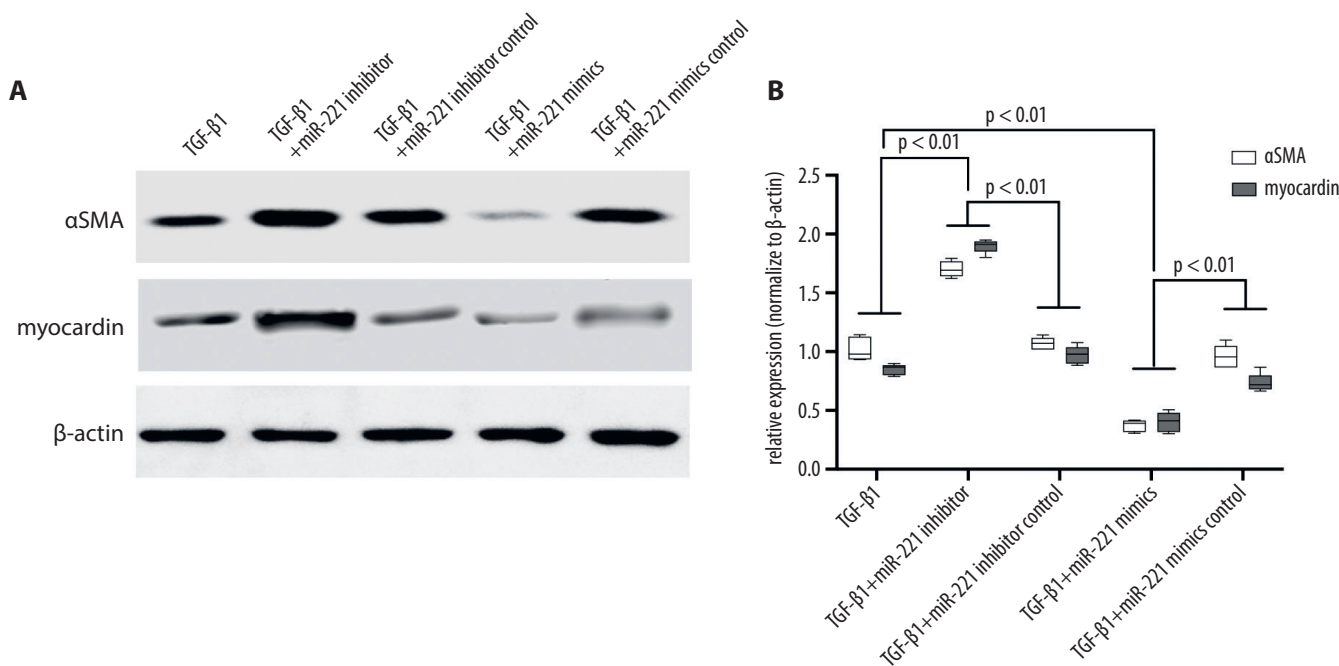 A
TGF-β1
TGF-β1
+miR-221 inhibitor
TGF-β1
+miR-221 inhibitor control
TGF-β1
+miR-221 mimics
TGF-β1
+miR-221 mimics control
αSMA
myocardin
β-actin
B
p < 0.01
p < 0.01
p < 0.01
p < 0.01
αSMA
myocardin
relative expression (normalize to β-actin)
2.5
2.0
1.5
1.0
0.5
0.0
TGF-β1
TGF-β1+miR-221 inhibitor
TGF-β1+miR-221 inhibitor control
TGF-β1+miR-221 mimics
TGF-β1+miR-221 mimics control